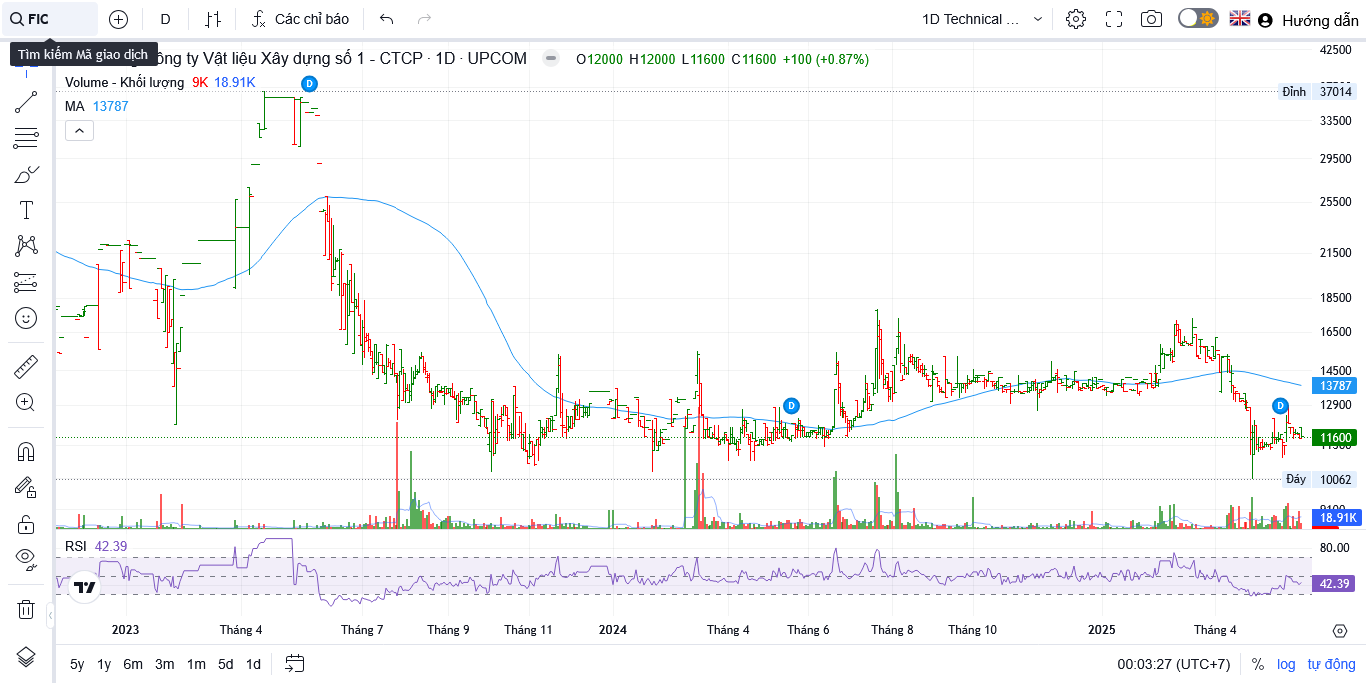 FIC
D
Các chỉ báo
1D Technical ...
Hướng dẫn
Tìm kiếm Mã giao dịch
công ty Vật liệu Xây dựng số 1 - CTCP · 1D · UPCOM
O12000 H12000 L11600 C11600 +100 (+0.87%)
Volume - Khối lượng 9K 18.91K
MA 13787
D
D
D
42500
Đỉnh 37014
33500
29500
25500
21500
18500
16500
14500
13787
12900
11600
Đáy 10062
18.91K
RSI 42.39
80.00
42.39
2023
Tháng 4
Tháng 7
Tháng 9
Tháng 11
2024
Tháng 4
Tháng 6
Tháng 8
Tháng 10
2025
Tháng 4
5y 1y 6m 3m 1m 5d 1d
00:03:27 (UTC+7)
% log tự động